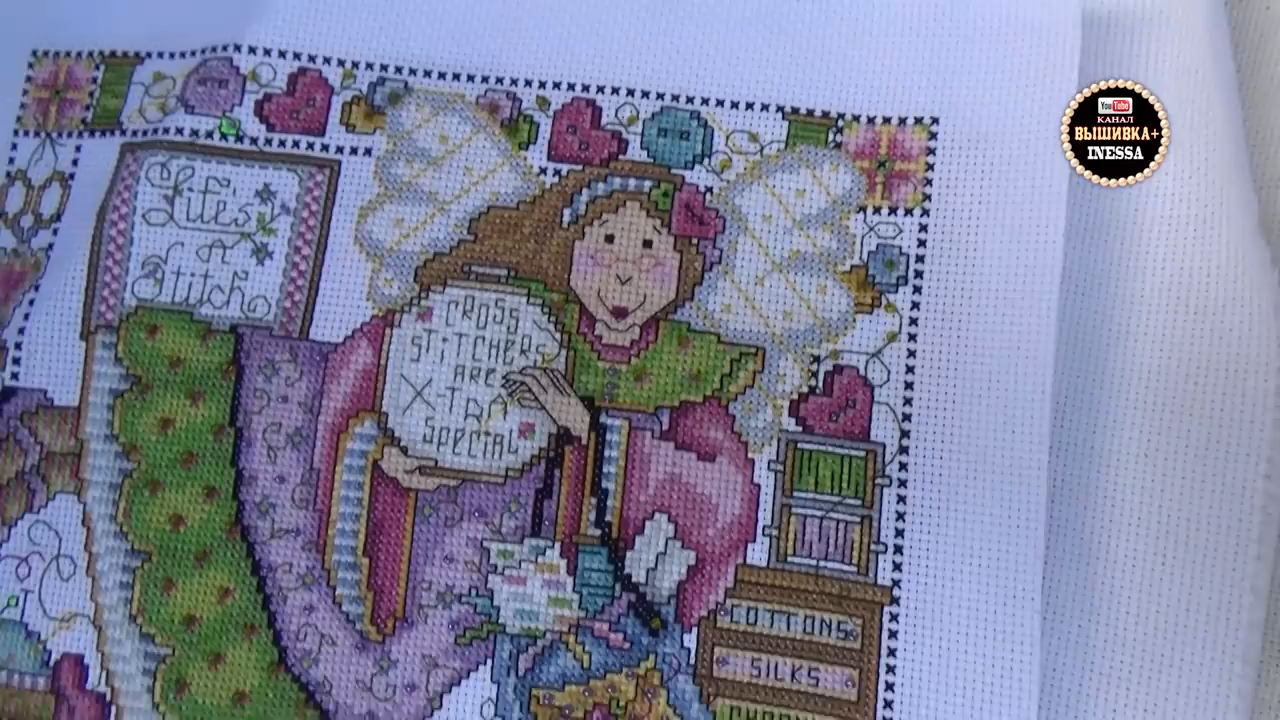 YouTube
КАНАЛ
ВЫШИВКА+
INESSA
Life's
A
Stitch
CROSS
STITCHERS
ARE
X-TRA
SPECIAL
COTTONS
SILKS